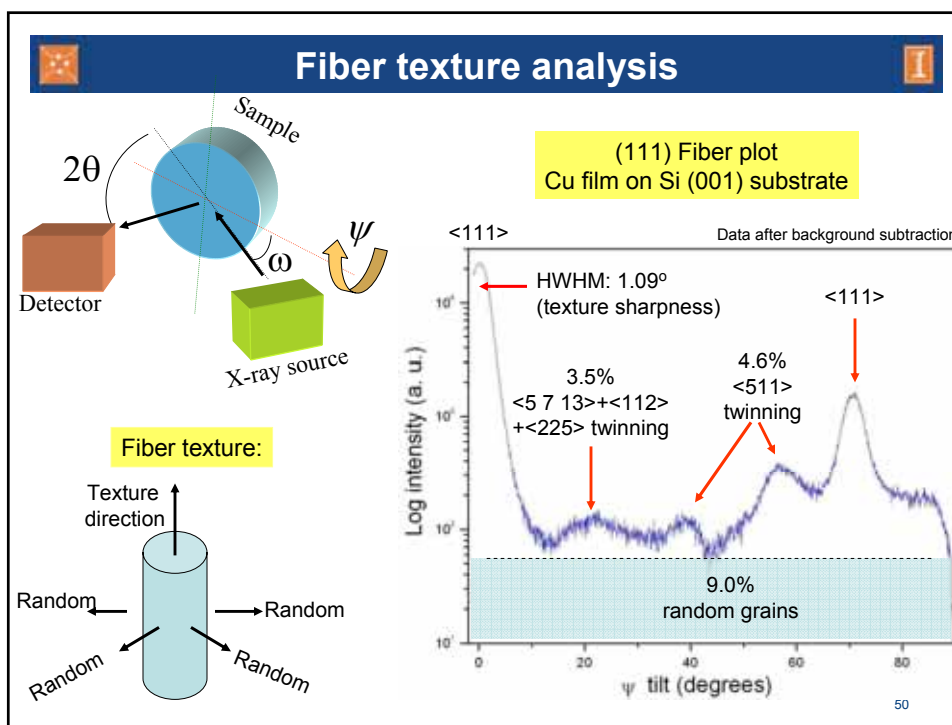 Fiber texture analysis
Sample
2θ
ω
ψ
Detector
X-ray source
(111) Fiber plot
Cu film on Si (001) substrate
<111>
Data after background subtraction
HWHM: 1.09º
(texture sharpness)
<111>
3.5%
<5 7 13>+<112>
+<225> twinning
4.6%
<511>
twinning
9.0%
random grains
Log intensity (a. u.)
0
20
40
60
80
ψ tilt (degrees)
Fiber texture:
Texture
direction
Random
Random
Random
Random
50